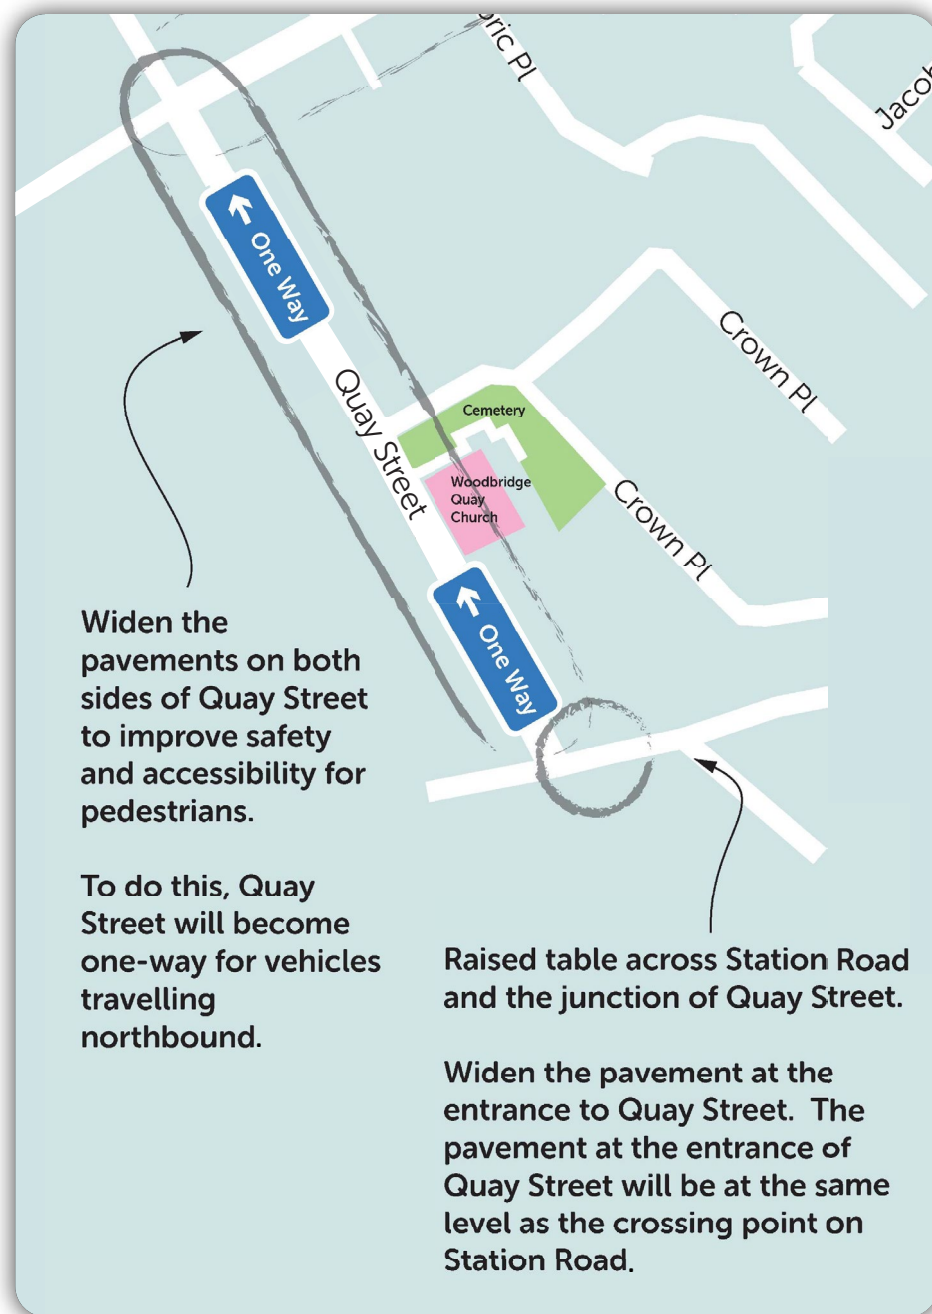 Jacob
One Way
Quay Street
Crown Pl
Cemetery
Woodbridge
Quay
Church
Crown Pl
One Way
Widen the
pavements on both
sides of Quay Street
to improve safety
and accessibility for
pedestrians.
To do this, Quay
Street will become
one-way for vehicles
travelling
northbound.
Raised table across Station Road
and the junction of Quay Street.
Widen the pavement at the
entrance to Quay Street. The
pavement at the entrance of
Quay Street will be at the same
level as the crossing point on
Station Road.